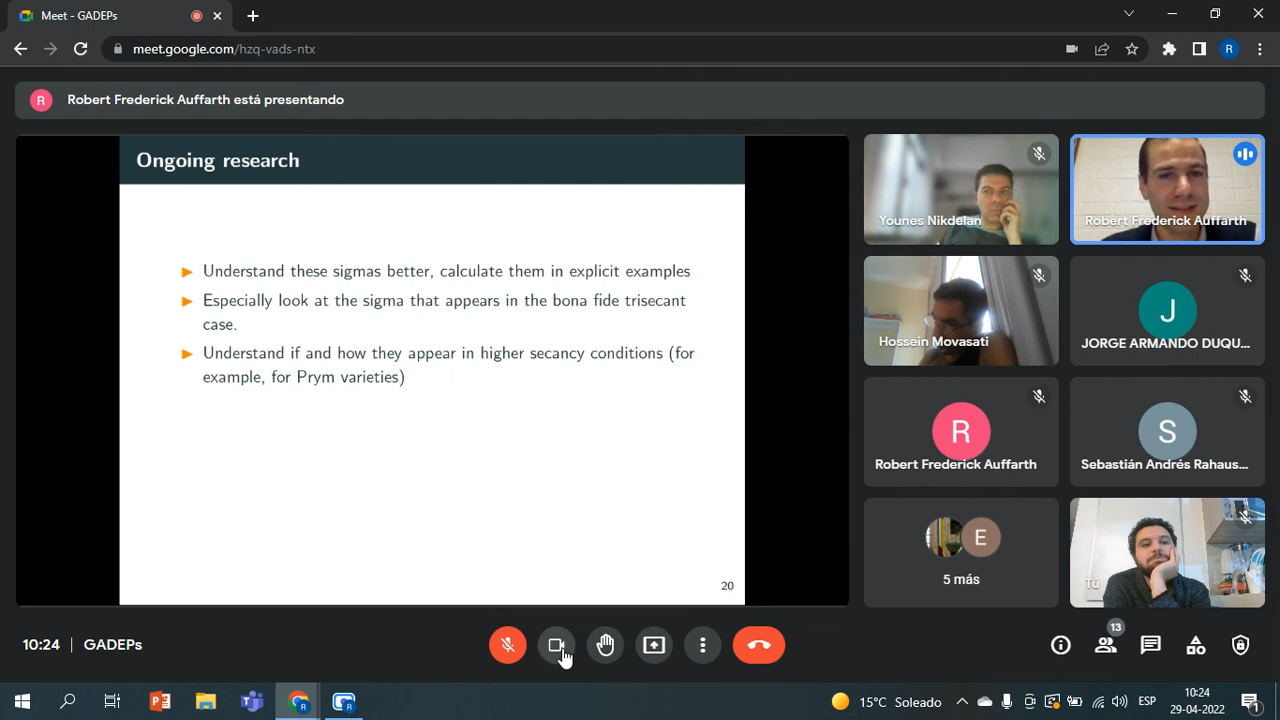 Meet - GADEPs
meet.google.com/hzq-vads-ntx
R
R
Robert Frederick Auffarth está presentando
Ongoing research
Understand these sigmas better, calculate them in explicit examples
Especially look at the sigma that appears in the bona fide trisecant
case.
Understand if and how they appear in higher secancy conditions (for
example, for Prym varieties)
20
Younes Nikdelan
Robert Frederick Auffarth
Hossein Movasati
J
JORGE ARMANDO DUQU...
R
Robert Frederick Auffarth
S
Sebastián Andrés Rahaus...
E
5 más
Tú
10:24 | GADEPs
13
15°C Soleado
ESP
10:24
29-04-2022
1